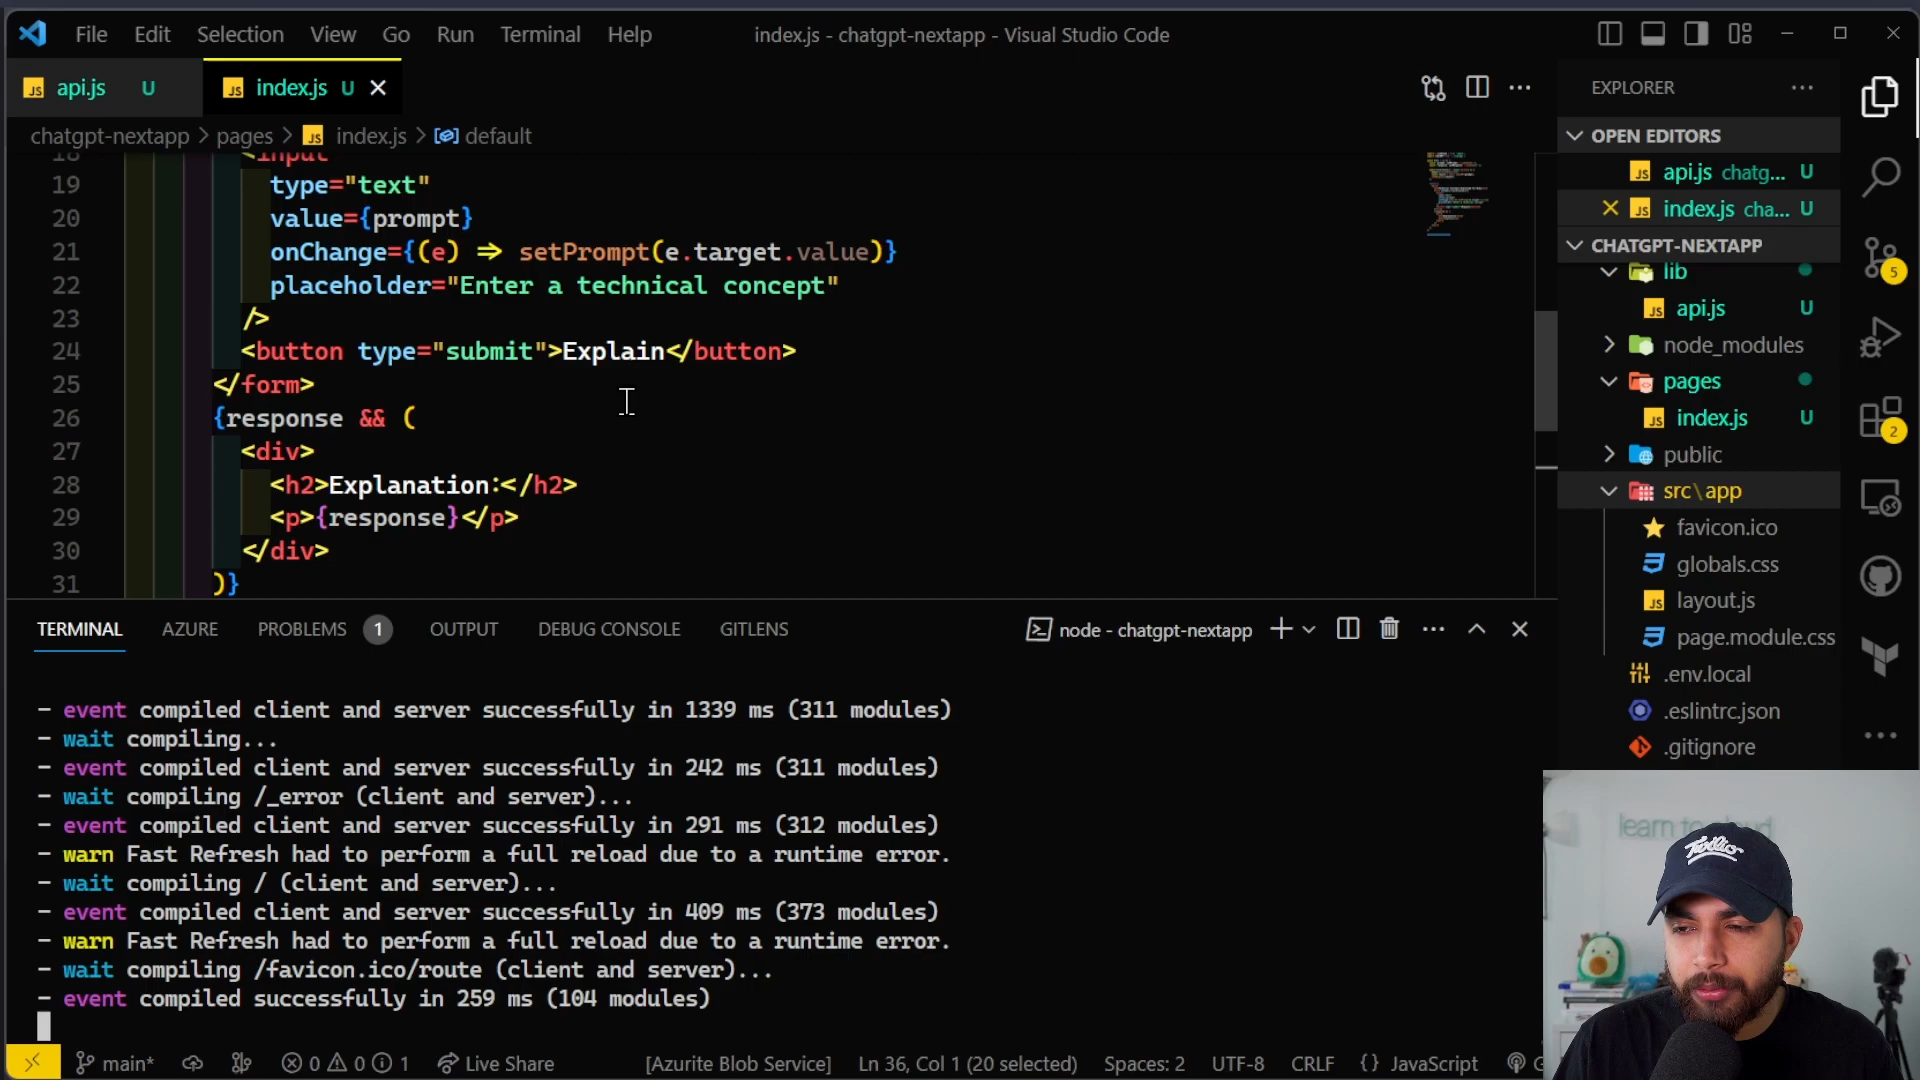 File Edit Selection View Go Run Terminal Help
index.js - chatgpt-nextapp - Visual Studio Code
api.js U
index.js U
chatgpt-nextapp > pages > index.js > default
18 <input
19 type="text"
20 value={prompt}
21 onChange={(e) => setPrompt(e.target.value)}
22 placeholder="Enter a technical concept"
23 />
24 <button type="submit">Explain</button>
25 </form>
26 {response && (
27 <div>
28 <h2>Explanation:</h2>
29 <p>{response}</p>
30 </div>
31 )}
TERMINAL AZURE PROBLEMS 1 OUTPUT DEBUG CONSOLE GITLENS
node - chatgpt-nextapp
- event compiled client and server successfully in 1339 ms (311 modules)
- wait compiling...
- event compiled client and server successfully in 242 ms (311 modules)
- wait compiling /_error (client and server)...
- event compiled client and server successfully in 291 ms (312 modules)
- warn Fast Refresh had to perform a full reload due to a runtime error.
- wait compiling / (client and server)...
- event compiled client and server successfully in 409 ms (373 modules)
- warn Fast Refresh had to perform a full reload due to a runtime error.
- wait compiling /favicon.ico/route (client and server)...
- event compiled successfully in 259 ms (104 modules)
main* 0 0 1 Live Share [Azurite Blob Service] Ln 36, Col 1 (20 selected) Spaces: 2 UTF-8 CRLF {} JavaScript
EXPLORER
OPEN EDITORS
api.js chatg... U
index.js cha... U
CHATGPT-NEXTAPP
lib
api.js U
node_modules
pages
index.js U
public
src\app
favicon.ico
globals.css
layout.js
page.module.css
.env.local
.eslintrc.json
.gitignore
5
2
learn to cloud
Twilio